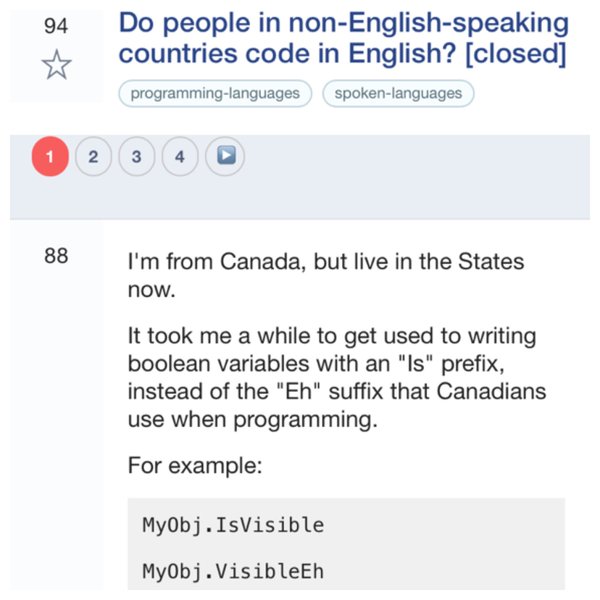 94
Do people in non-English-speaking
countries code in English? [closed]
programming-languages spoken-languages
1 2 3 4
88
I'm from Canada, but live in the States
now.
It took me a while to get used to writing
boolean variables with an "Is" prefix,
instead of the "Eh" suffix that Canadians
use when programming.
For example:
MyObj.IsVisible
MyObj.VisibleEh